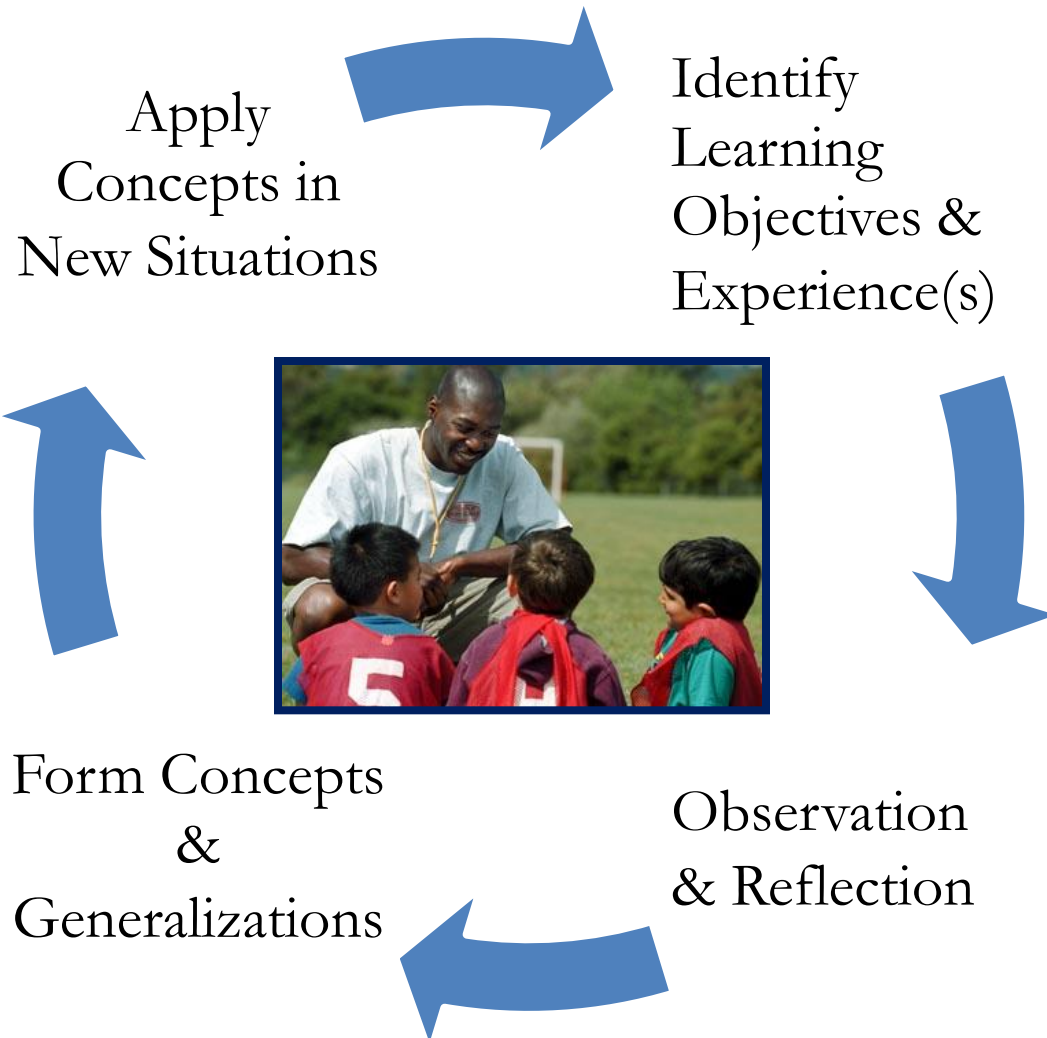 Apply
Concepts in
New Situations
Identify
Learning
Objectives &
Experience(s)
5
Form Concepts
&
Generalizations
Observation
& Reflection